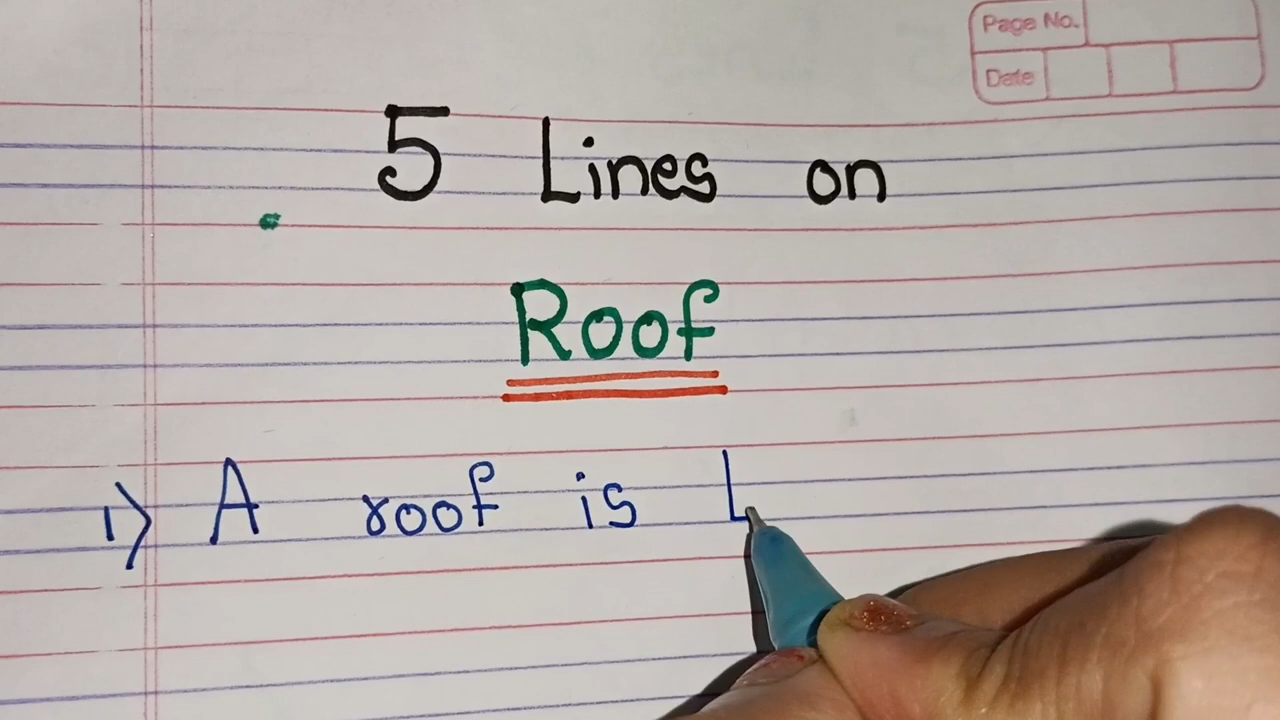 Page No.
Date
5 Lines on
Roof
1) A roof is